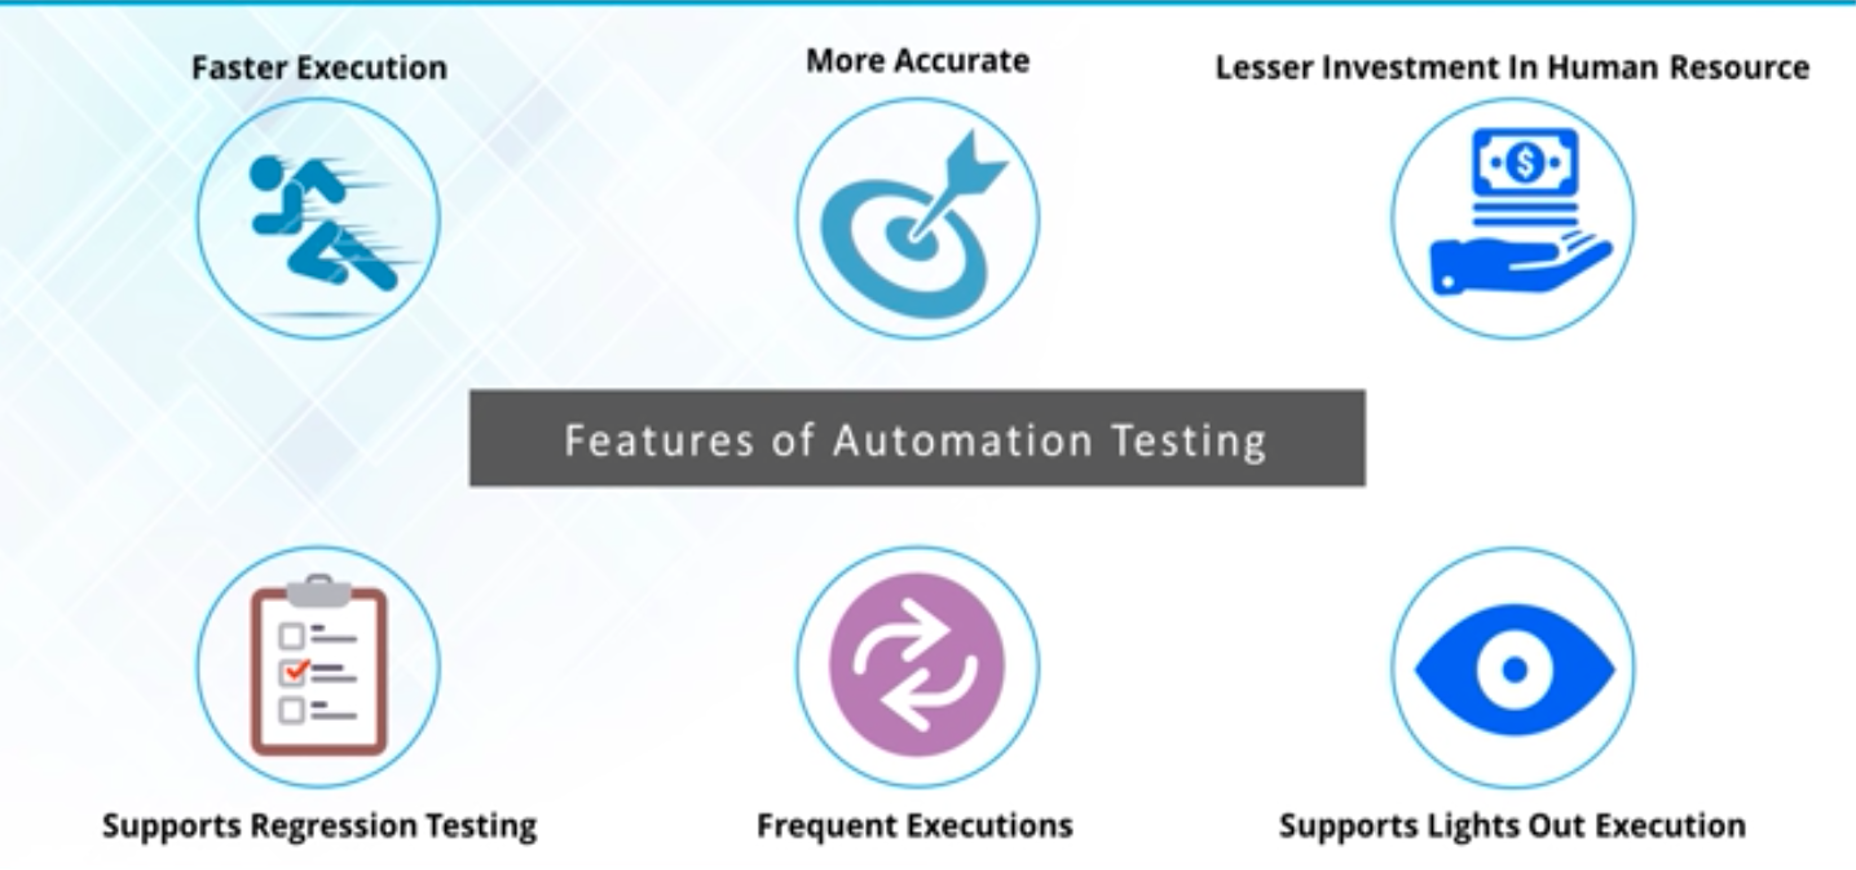 Faster Execution
More Accurate
Lesser Investment In Human Resource
Features of Automation Testing
Supports Regression Testing
Frequent Executions
Supports Lights Out Execution